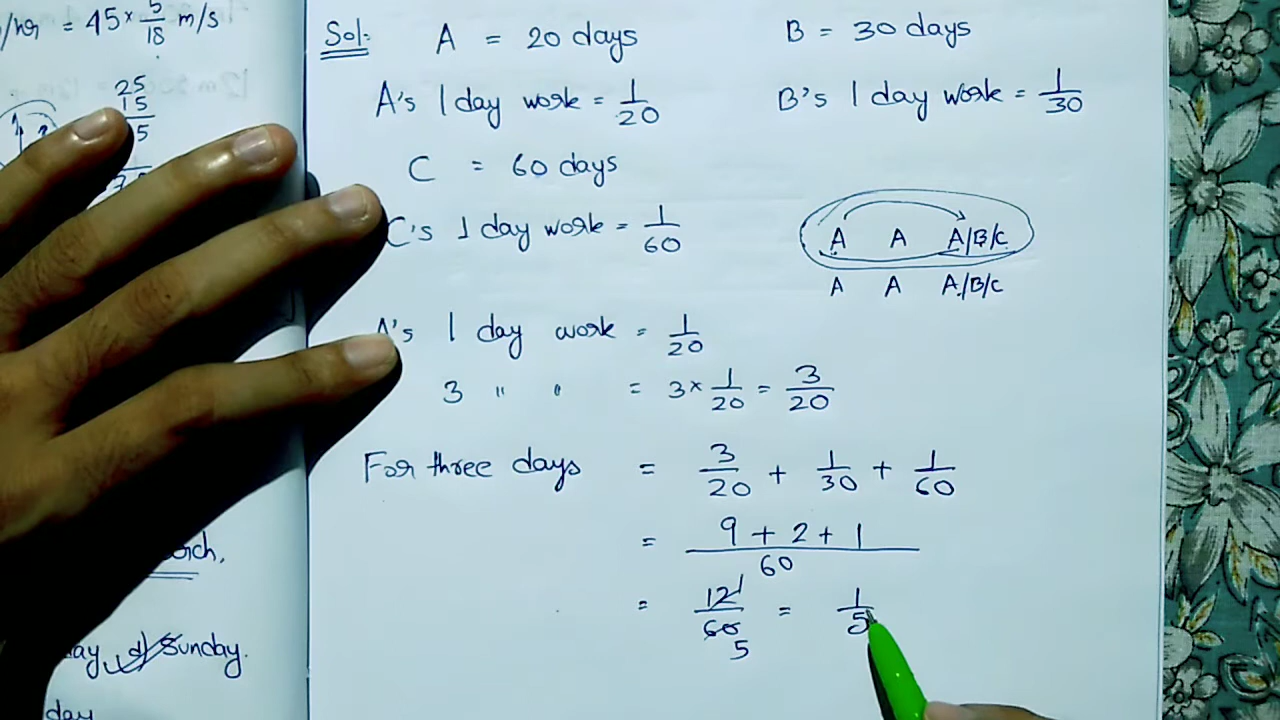 /hr = 45 × 5/18 m/s
25
15
Sol:
A = 20 days B = 30 days
A's 1 day work = 1/20 B's 1 day work = 1/30
C = 60 days
C's 1 day work = 1/60
A A A/B/C
A A A/B/C
A's 1 day work = 1/20
3 " " = 3 × 1/20 = 3/20
For three days = 3/20 + 1/30 + 1/60
= 9 + 2 + 1 / 60
= 12/60 = 1/5
1
5
d) Sunday.